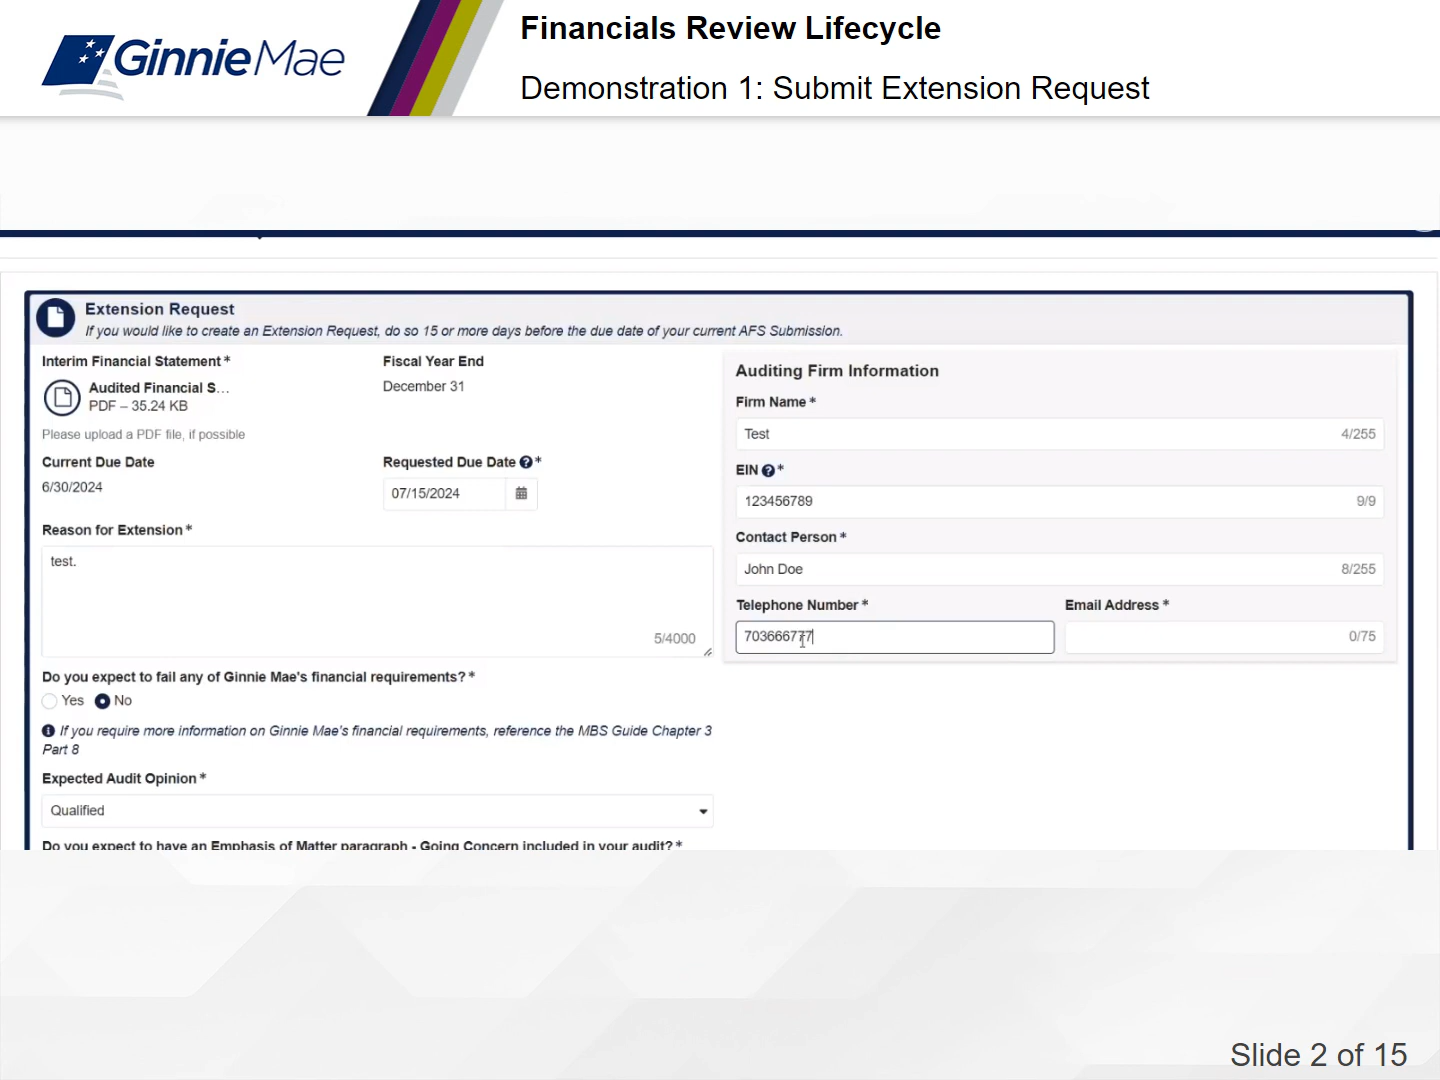 GinnieMae
Financials Review Lifecycle
Demonstration 1: Submit Extension Request
Extension Request
If you would like to create an Extension Request, do so 15 or more days before the due date of your current AFS Submission.
Interim Financial Statement *
Audited Financial S...
PDF – 35.24 KB
Please upload a PDF file, if possible
Fiscal Year End
December 31
Current Due Date
6/30/2024
Requested Due Date ? *
07/15/2024
Reason for Extension *
test.
5/4000
Do you expect to fail any of Ginnie Mae's financial requirements? *
Yes No
If you require more information on Ginnie Mae's financial requirements, reference the MBS Guide Chapter 3
Part 8
Expected Audit Opinion *
Qualified
Do you expect to have an Emphasis of Matter paragraph - Going Concern included in your audit? *
Auditing Firm Information
Firm Name *
Test 4/255
EIN ? *
123456789 9/9
Contact Person *
John Doe 8/255
Telephone Number *
703666777
Email Address *
0/75
Slide 2 of 15